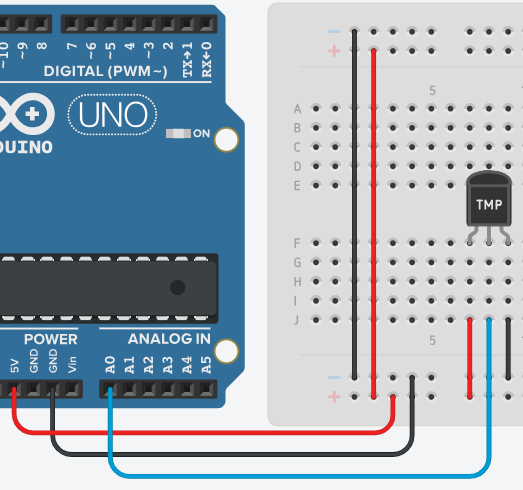 ~10 ~9 8 7 ~6 ~5 4 ~3 2 TX→1 RX←0
DIGITAL (PWM~)
UNO
ON
DUINO
POWER
ANALOG IN
5V GND GND Vin A0 A1 A2 A3 A4 A5
− 
+
5
A
B
C
D
E
TMP
F
G
H
I
J
5
−
+